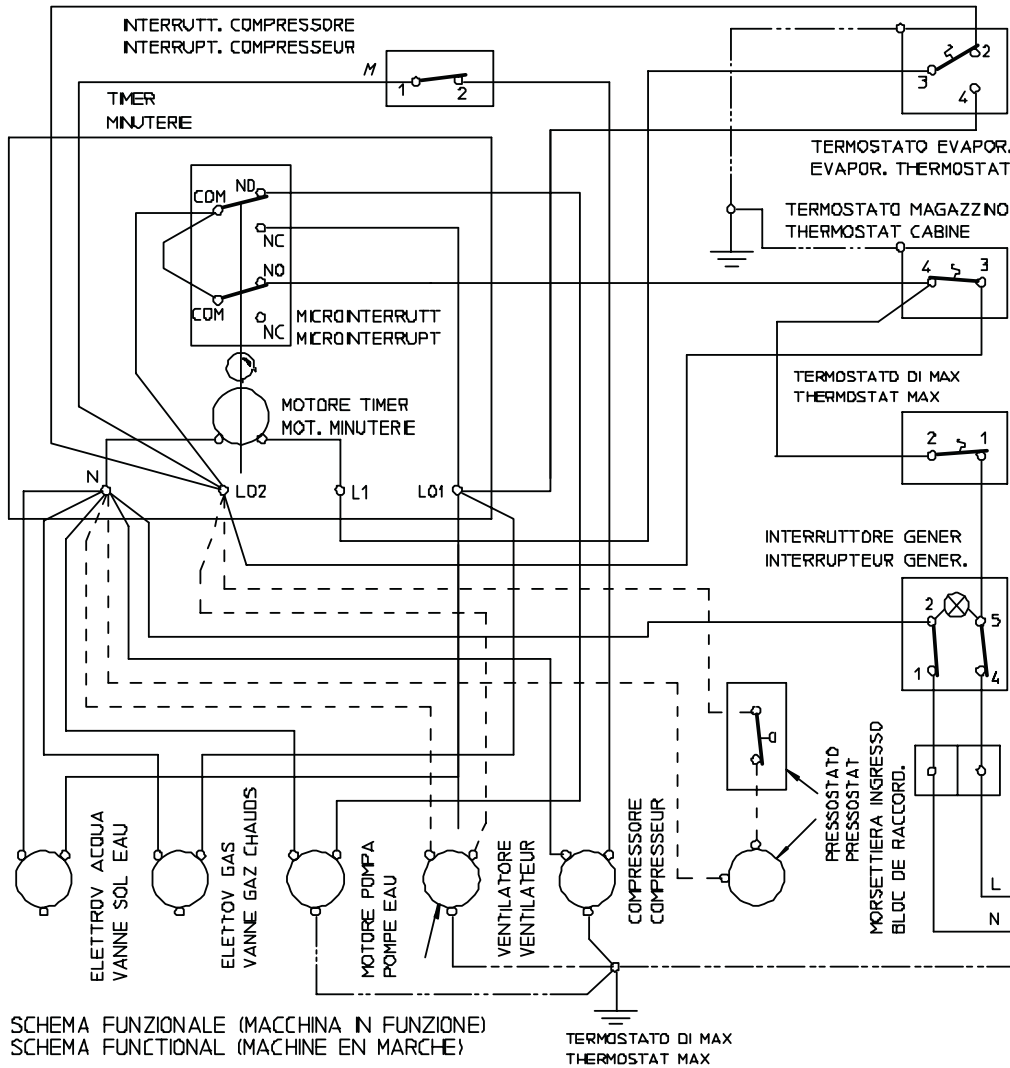 INTERRUTT. COMPRESSORE
INTERRUPT. COMPRESSEUR
M
1
2
2
3
4
TIMER
MINUTERIE
TERMOSTATO EVAPOR.
EVAPOR. THERMOSTAT
COM
NO
NC
TERMOSTATO MAGAZZINO
THERMOSTAT CABINE
NO
4
3
COM
NC
MICROINTERRUTT
MICROINTERRUPT
TERMOSTATO DI MAX
THERMOSTAT MAX
MOTORE TIMER
MOT. MINUTERIE
2
1
N
LO2
L1
LO1
INTERRUTTORE GENER
INTERRUPTEUR GENER.
2
5
1
4
PRESSOSTATO
PRESSOSTAT
MORSETTIERA INGRESSO
BLOC DE RACCORD.
L
N
ELETTROV ACQUA
VANNE SOL EAU
ELETTOV GAS
VANNE GAZ CHAUDS
MOTORE POMPA
POMPE EAU
VENTILATORE
VENTILATEUR
COMPRESSORE
COMPRESSEUR
SCHEMA FUNZIONALE (MACCHINA IN FUNZIONE)
SCHEMA FUNCTIONAL (MACHINE EN MARCHE)
TERMOSTATO DI MAX
THERMOSTAT MAX